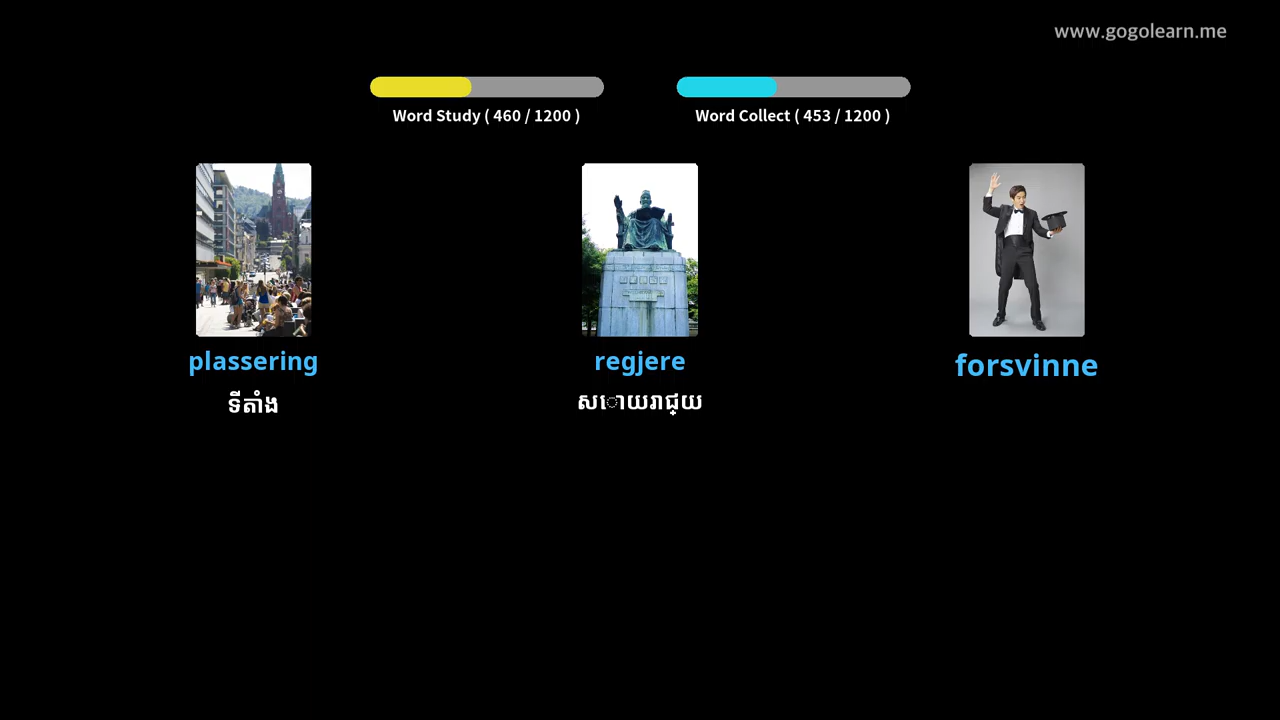 www.gogolearn.me
Word Study ( 460 / 1200 )
Word Collect ( 453 / 1200 )
plassering
regjere
forsvinne
ទីតាំង
សោយរាជ្យ